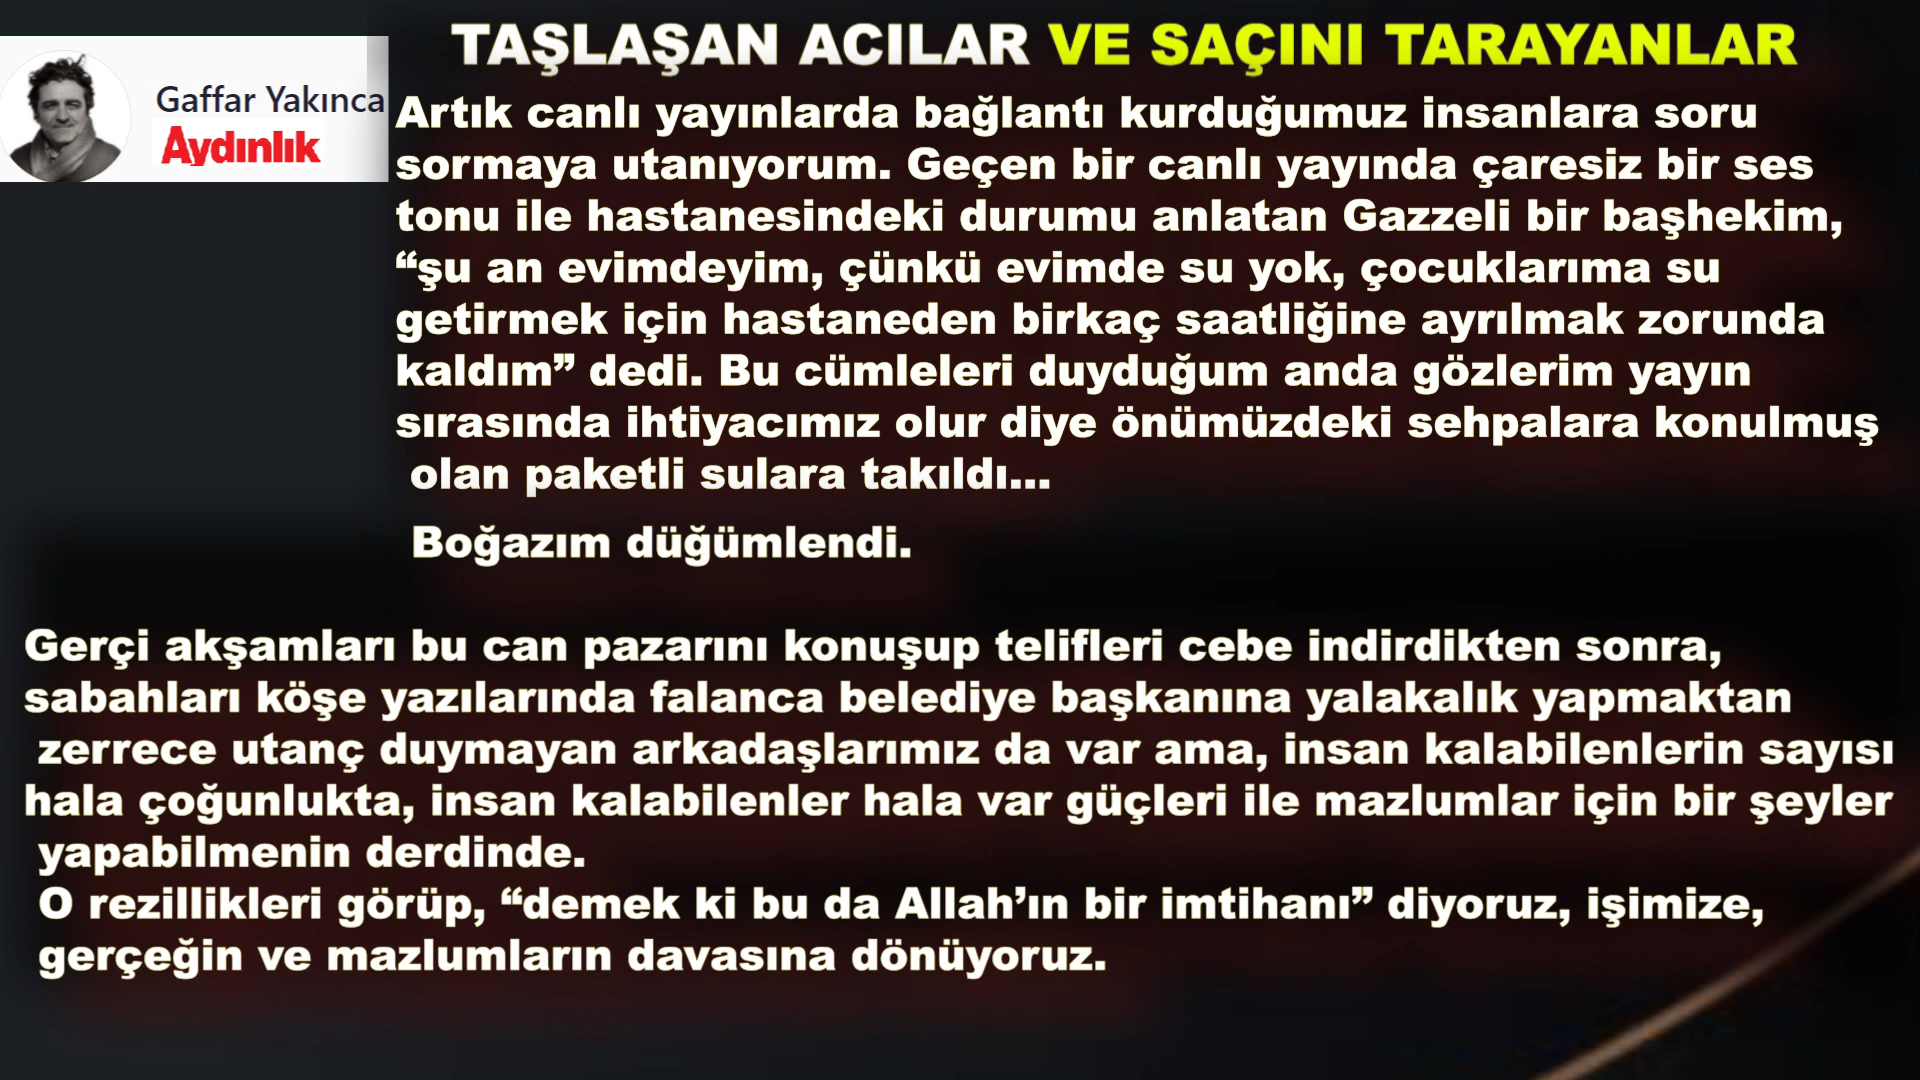 TAŞLAŞAN ACILAR VE SAÇINI TARAYANLAR
Gaffar Yakınca
Aydınlık
Artık canlı yayınlarda bağlantı kurduğumuz insanlara soru
sormaya utanıyorum. Geçen bir canlı yayında çaresiz bir ses
tonu ile hastanesindeki durumu anlatan Gazzeli bir başhekim,
“şu an evimdeyim, çünkü evimde su yok, çocuklarıma su
getirmek için hastaneden birkaç saatliğine ayrılmak zorunda
kaldım” dedi. Bu cümleleri duyduğum anda gözlerim yayın
sırasında ihtiyacımız olur diye önümüzdeki sehpalara konulmuş
olan paketli sulara takıldı...
Boğazım düğümlendi.
Gerçi akşamları bu can pazarını konuşup telifleri cebe indirdikten sonra,
sabahları köşe yazılarında falanca belediye başkanına yalakalık yapmaktan
zerrece utanç duymayan arkadaşlarımız da var ama, insan kalabilenlerin sayısı
hala çoğunlukta, insan kalabilenler hala var güçleri ile mazlumlar için bir şeyler
yapabilmenin derdinde.
O rezillikleri görüp, “demek ki bu da Allah’ın bir imtihanı” diyoruz, işimize,
gerçeğin ve mazlumların davasına dönüyoruz.